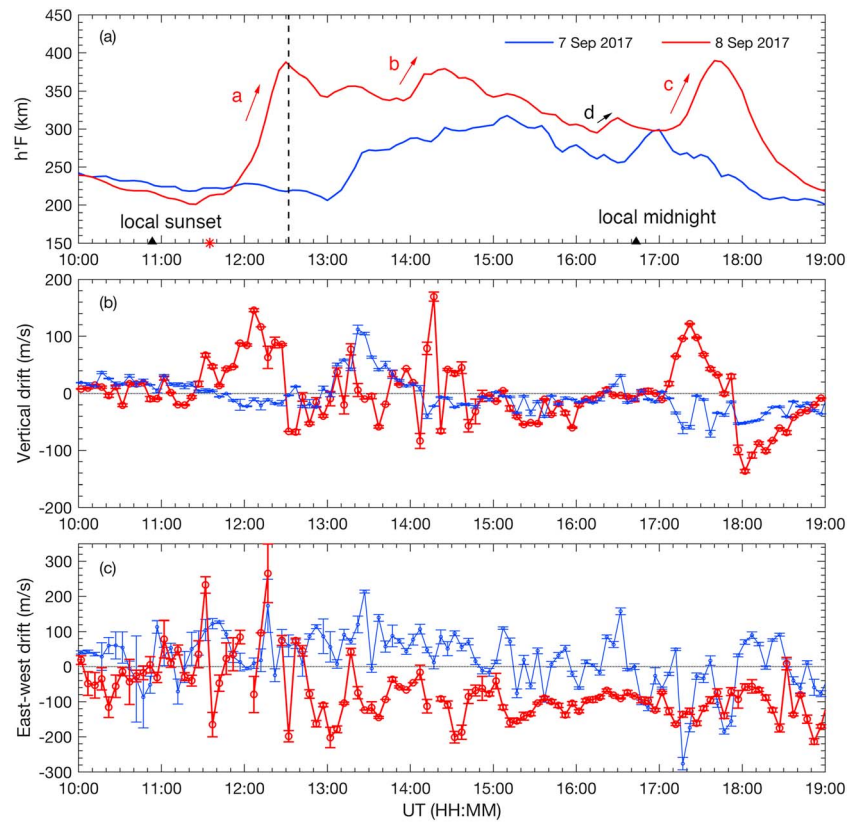 (a)
7 Sep 2017
8 Sep 2017
a
b
c
d
local sunset
local midnight
h'F (km)
450
400
350
300
250
200
150
10:00 11:00 12:00 13:00 14:00 15:00 16:00 17:00 18:00 19:00
(b)
Vertical drift (m/s)
200
100
0
-100
-200
10:00 11:00 12:00 13:00 14:00 15:00 16:00 17:00 18:00 19:00
(c)
East-west drift (m/s)
300
200
100
0
-100
-200
-300
10:00 11:00 12:00 13:00 14:00 15:00 16:00 17:00 18:00 19:00
UT (HH:MM)